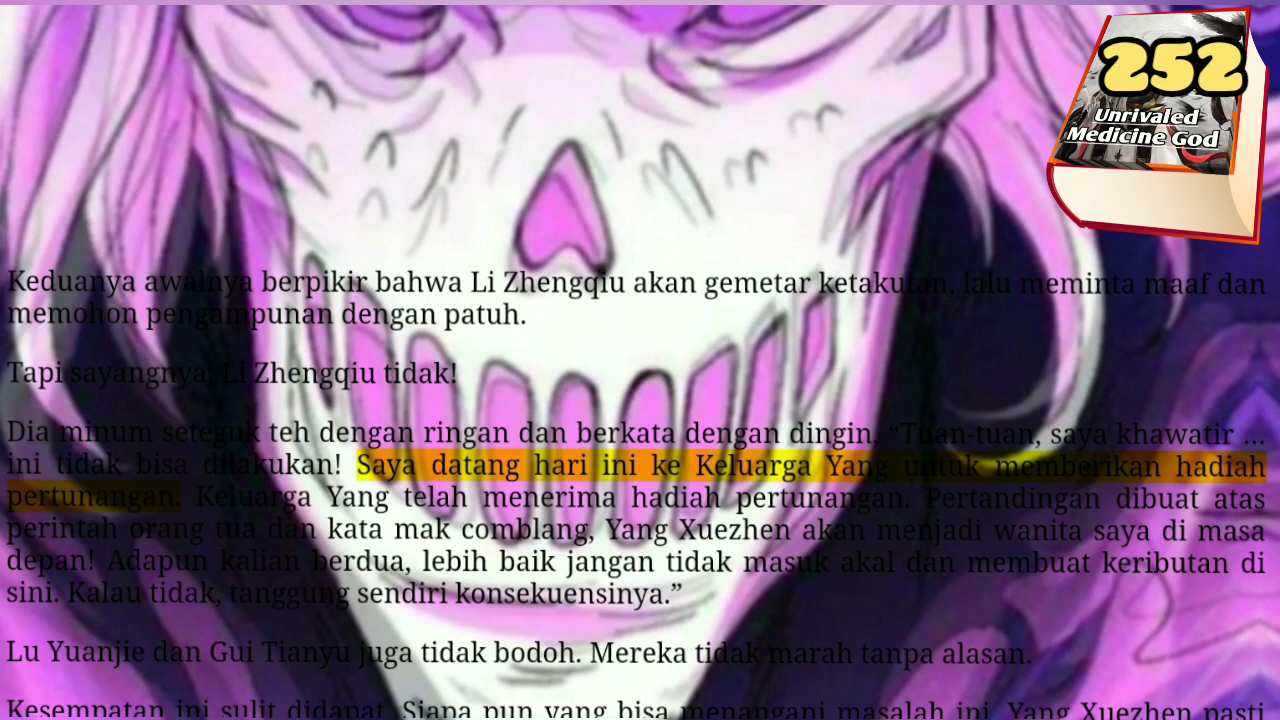 252
Unrivaled
Medicine God
Keduanya awalnya berpikir bahwa Li Zhengqiu akan gemetar ketakutan, lalu meminta maaf dan
memohon pengampunan dengan patuh.
Tapi sayangnya, Li Zhengqiu tidak!
Dia minum seteguk teh dengan ringan dan berkata dengan dingin, “Tuan-tuan, saya khawatir ...
ini tidak bisa dilakukan! Saya datang hari ini ke Keluarga Yang untuk memberikan hadiah
pertunangan. Keluarga Yang telah menerima hadiah pertunangan. Pertandingan dibuat atas
perintah orang tua dan kata mak comblang, Yang Xuezhen akan menjadi wanita saya di masa
depan! Adapun kalian berdua, lebih baik jangan tidak masuk akal dan membuat keributan di
sini. Kalau tidak, tanggung sendiri konsekuensinya.”
Lu Yuanjie dan Gui Tianyu juga tidak bodoh. Mereka tidak marah tanpa alasan.
Kesempatan ini sulit didapat. Siapa pun yang bisa menangani masalah ini, Yang Xuezhen pasti